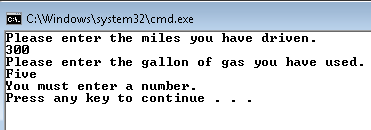 C:\Windows\system32\cmd.exe
Please enter the miles you have driven.
300
Please enter the gallon of gas you have used.
Five
You must enter a number.
Press any key to continue . . .